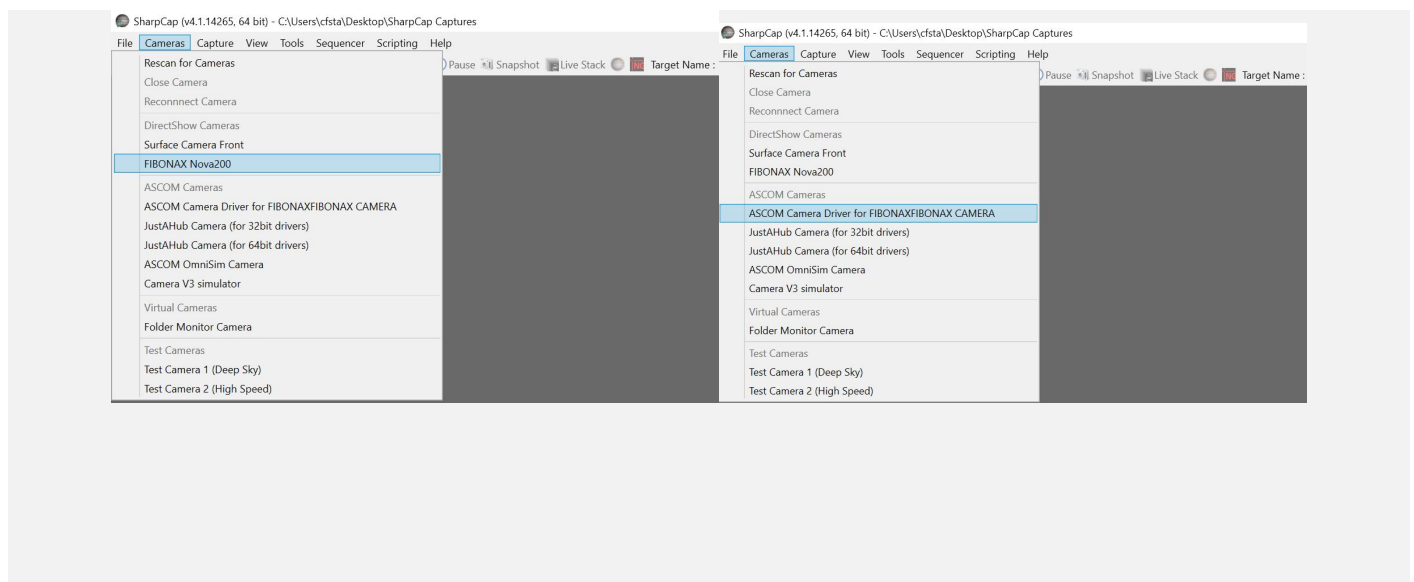 SharpCap (v4.1.14265, 64 bit) - C:\Users\cfsta\Desktop\SharpCap Captures
File Cameras Capture View Tools Sequencer Scripting Help
Pause Snapshot Live Stack Target Name :
Rescan for Cameras
Close Camera
Reconnnect Camera
DirectShow Cameras
Surface Camera Front
FIBONAX Nova200
ASCOM Cameras
ASCOM Camera Driver for FIBONAXFIBONAX CAMERA
JustAHub Camera (for 32bit drivers)
JustAHub Camera (for 64bit drivers)
ASCOM OmniSim Camera
Camera V3 simulator
Virtual Cameras
Folder Monitor Camera
Test Cameras
Test Camera 1 (Deep Sky)
Test Camera 2 (High Speed)
SharpCap (v4.1.14265, 64 bit) - C:\Users\cfsta\Desktop\SharpCap Captures
File Cameras Capture View Tools Sequencer Scripting Help
Pause Snapshot Live Stack Target Name :
Rescan for Cameras
Close Camera
Reconnnect Camera
DirectShow Cameras
Surface Camera Front
FIBONAX Nova200
ASCOM Cameras
ASCOM Camera Driver for FIBONAXFIBONAX CAMERA
JustAHub Camera (for 32bit drivers)
JustAHub Camera (for 64bit drivers)
ASCOM OmniSim Camera
Camera V3 simulator
Virtual Cameras
Folder Monitor Camera
Test Cameras
Test Camera 1 (Deep Sky)
Test Camera 2 (High Speed)